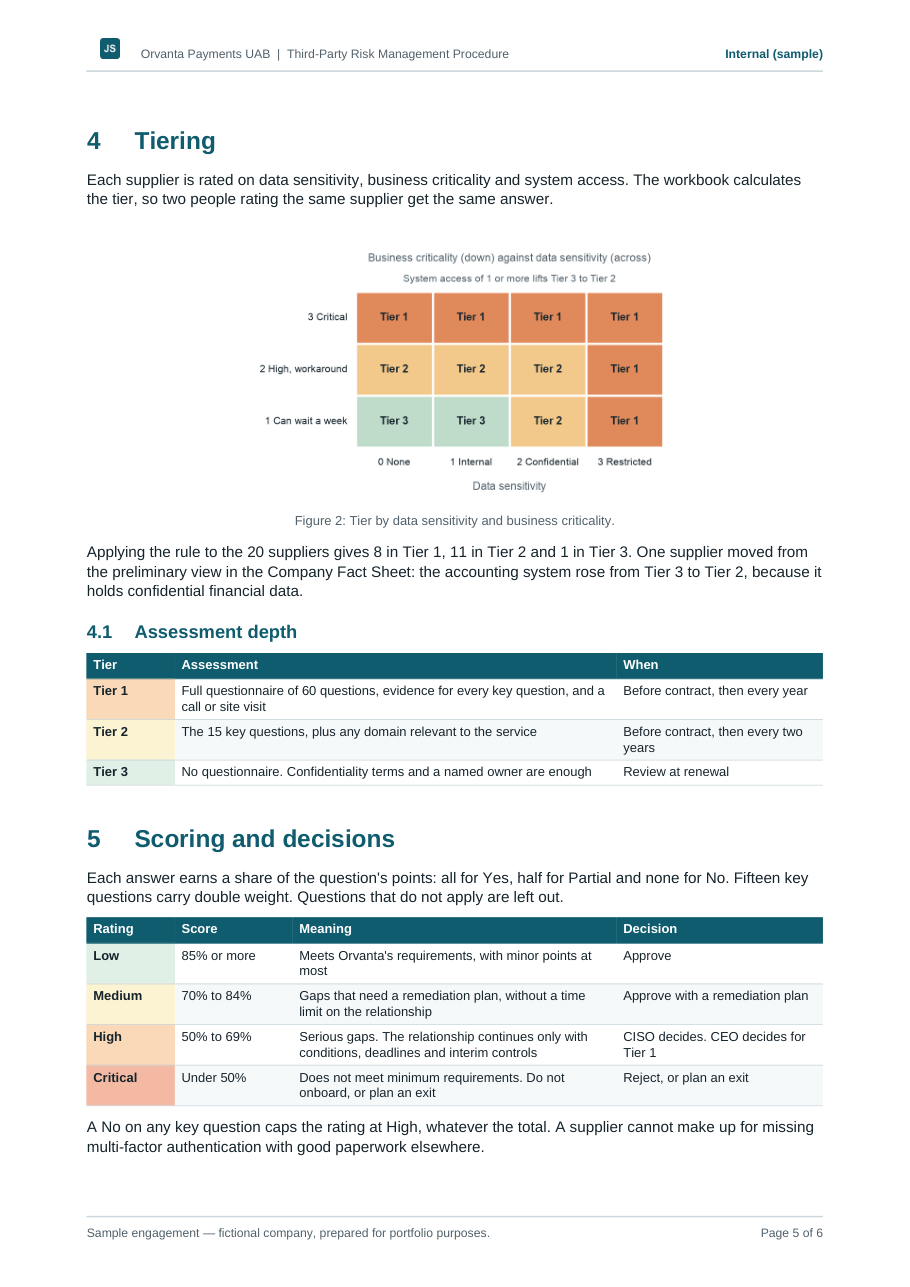 JS
Orvanta Payments UAB | Third-Party Risk Management Procedure
Internal (sample)
4 Tiering
Each supplier is rated on data sensitivity, business criticality and system access. The workbook calculates
the tier, so two people rating the same supplier get the same answer.
Business criticality (down) against data sensitivity (across)
System access of 1 or more lifts Tier 3 to Tier 2
3 Critical Tier 1 Tier 1 Tier 1 Tier 1
2 High, workaround Tier 2 Tier 2 Tier 2 Tier 1
1 Can wait a week Tier 3 Tier 3 Tier 2 Tier 1
0 None 1 Internal 2 Confidential 3 Restricted
Data sensitivity
Figure 2: Tier by data sensitivity and business criticality.
Applying the rule to the 20 suppliers gives 8 in Tier 1, 11 in Tier 2 and 1 in Tier 3. One supplier moved from
the preliminary view in the Company Fact Sheet: the accounting system rose from Tier 3 to Tier 2, because it
holds confidential financial data.
4.1 Assessment depth
Tier Assessment When
Tier 1 Full questionnaire of 60 questions, evidence for every key question, and a Before contract, then every year
call or site visit
Tier 2 The 15 key questions, plus any domain relevant to the service Before contract, then every two
years
Tier 3 No questionnaire. Confidentiality terms and a named owner are enough Review at renewal
5 Scoring and decisions
Each answer earns a share of the question's points: all for Yes, half for Partial and none for No. Fifteen key
questions carry double weight. Questions that do not apply are left out.
Rating Score Meaning Decision
Low 85% or more Meets Orvanta's requirements, with minor points at Approve
most
Medium 70% to 84% Gaps that need a remediation plan, without a time Approve with a remediation plan
limit on the relationship
High 50% to 69% Serious gaps. The relationship continues only with CISO decides. CEO decides for
conditions, deadlines and interim controls Tier 1
Critical Under 50% Does not meet minimum requirements. Do not Reject, or plan an exit
onboard, or plan an exit
A No on any key question caps the rating at High, whatever the total. A supplier cannot make up for missing
multi-factor authentication with good paperwork elsewhere.
Sample engagement — fictional company, prepared for portfolio purposes.
Page 5 of 6